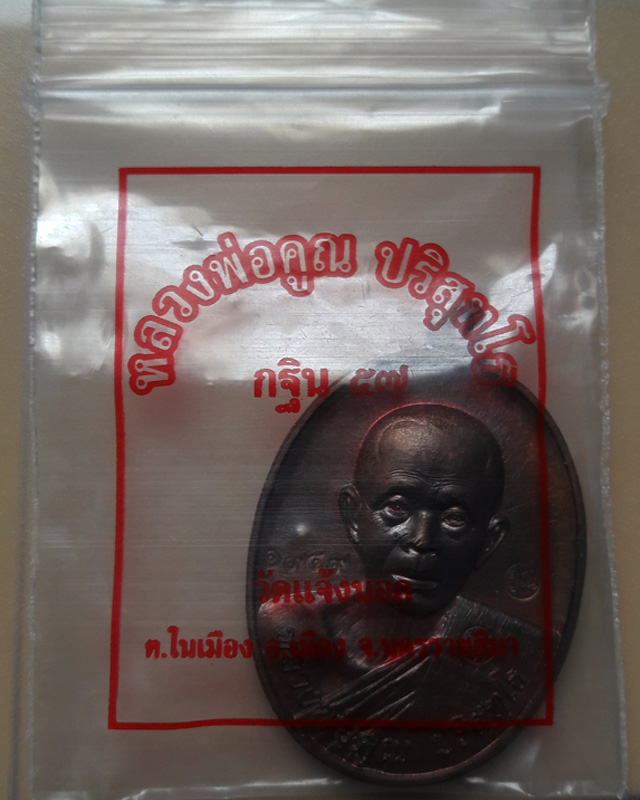 หลวงพ่อคูณ ปริสุทโธ
กฐิน ๕๗
วัดแจ้งนอก
ต.ในเมือง อ.เมือง จ.นครราชสีมา